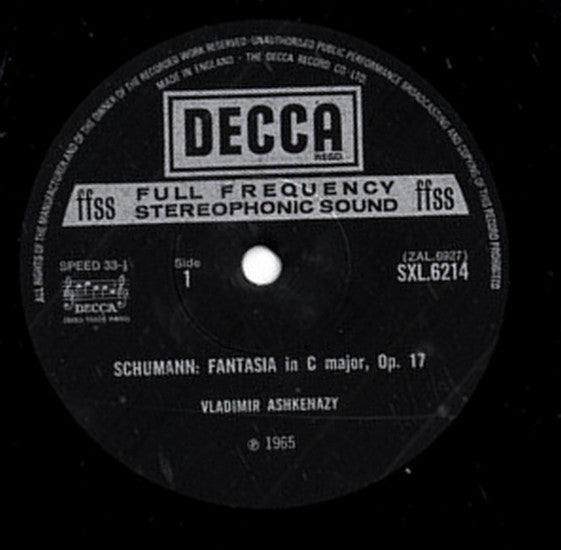 ALL RIGHTS OF THE MANUFACTURER AND OF THE OWNER OF THE RECORDED WORK RESERVED · UNAUTHORISED PUBLIC PERFORMANCE BROADCASTING AND COPYING OF THIS RECORD PROHIBITED
MADE IN ENGLAND · THE DECCA RECORD CO. LTD.
DECCA
REGD.
ffss FULL FREQUENCY ffss
STEREOPHONIC SOUND
SPEED 33⅓
Side
1
(ZAL.6927)
SXL.6214
DECCA
SCHUMANN: FANTASIA in C major, Op. 17
VLADIMIR ASHKENAZY
℗ 1965